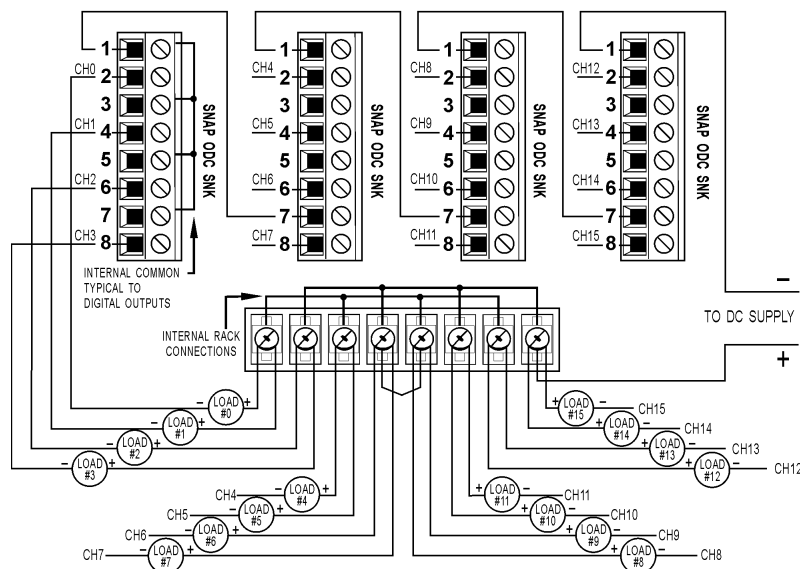 1
CH0 2
3
CH1 4
5
CH2 6
7
CH3 8
SNAP ODC SNK
1
CH4 2
3
CH5 4
5
CH6 6
7
CH7 8
SNAP ODC SNK
1
CH8 2
3
CH9 4
5
CH10 6
7
CH11 8
SNAP ODC SNK
1
CH12 2
3
CH13 4
5
CH14 6
7
CH15 8
SNAP ODC SNK
INTERNAL COMMON
TYPICAL TO
DIGITAL OUTPUTS
INTERNAL RACK
CONNECTIONS
−
TO DC SUPPLY
+
− LOAD #0 +
− LOAD #1 +
− LOAD #2 +
− LOAD #3 +
CH4 − LOAD #4 +
CH5 − LOAD #5 +
CH6 − LOAD #6 +
CH7 − LOAD #7 +
+ LOAD #15 − CH15
+ LOAD #14 − CH14
+ LOAD #13 − CH13
+ LOAD #12 − CH12
+ LOAD #11 − CH11
+ LOAD #10 − CH10
+ LOAD #9 − CH9
+ LOAD #8 − CH8